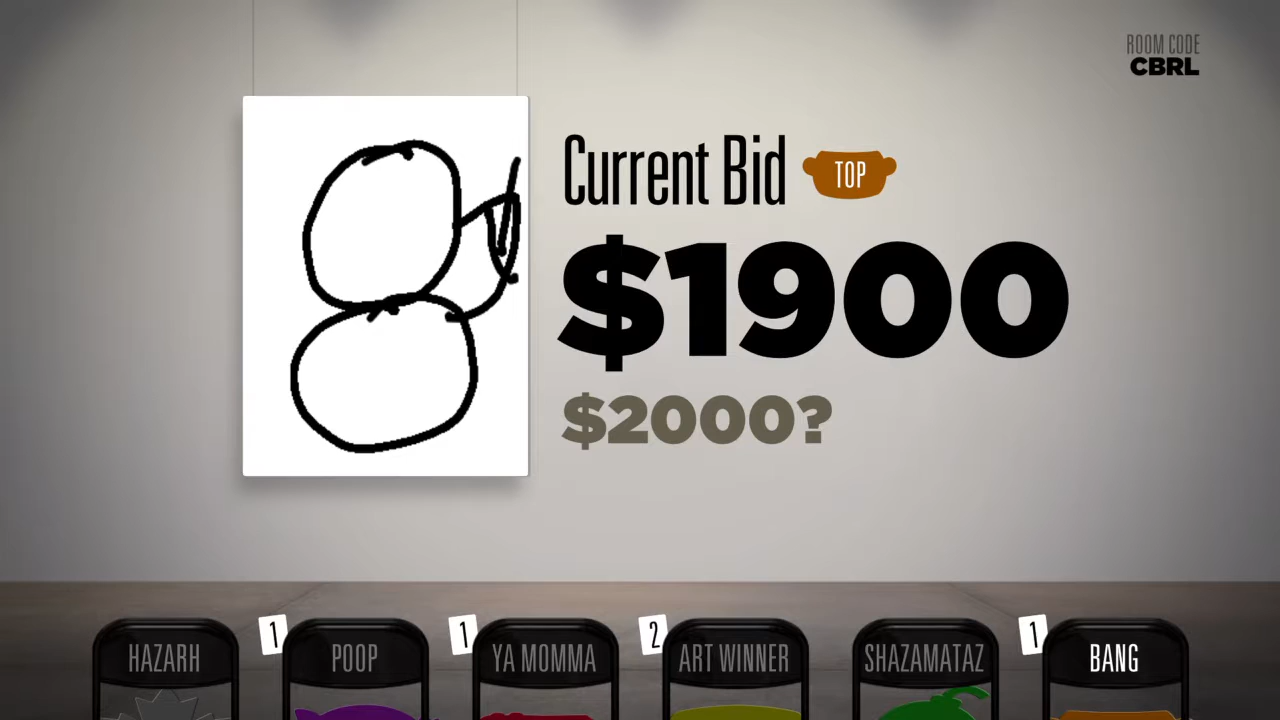 ROOM CODE
CBRL
Current Bid TOP
$1900
$2000?
1 1 2 1
HAZARH POOP YA MOMMA ART WINNER SHAZAMATAZ BANG